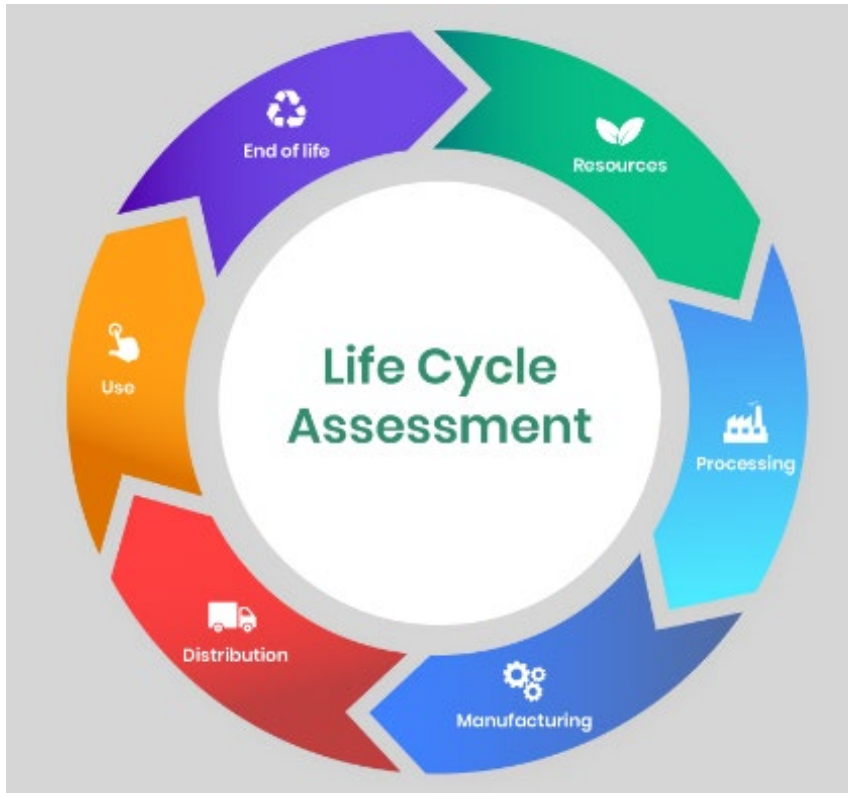 Life Cycle
Assessment
Resources
Processing
Manufacturing
Distribution
Use
End of life